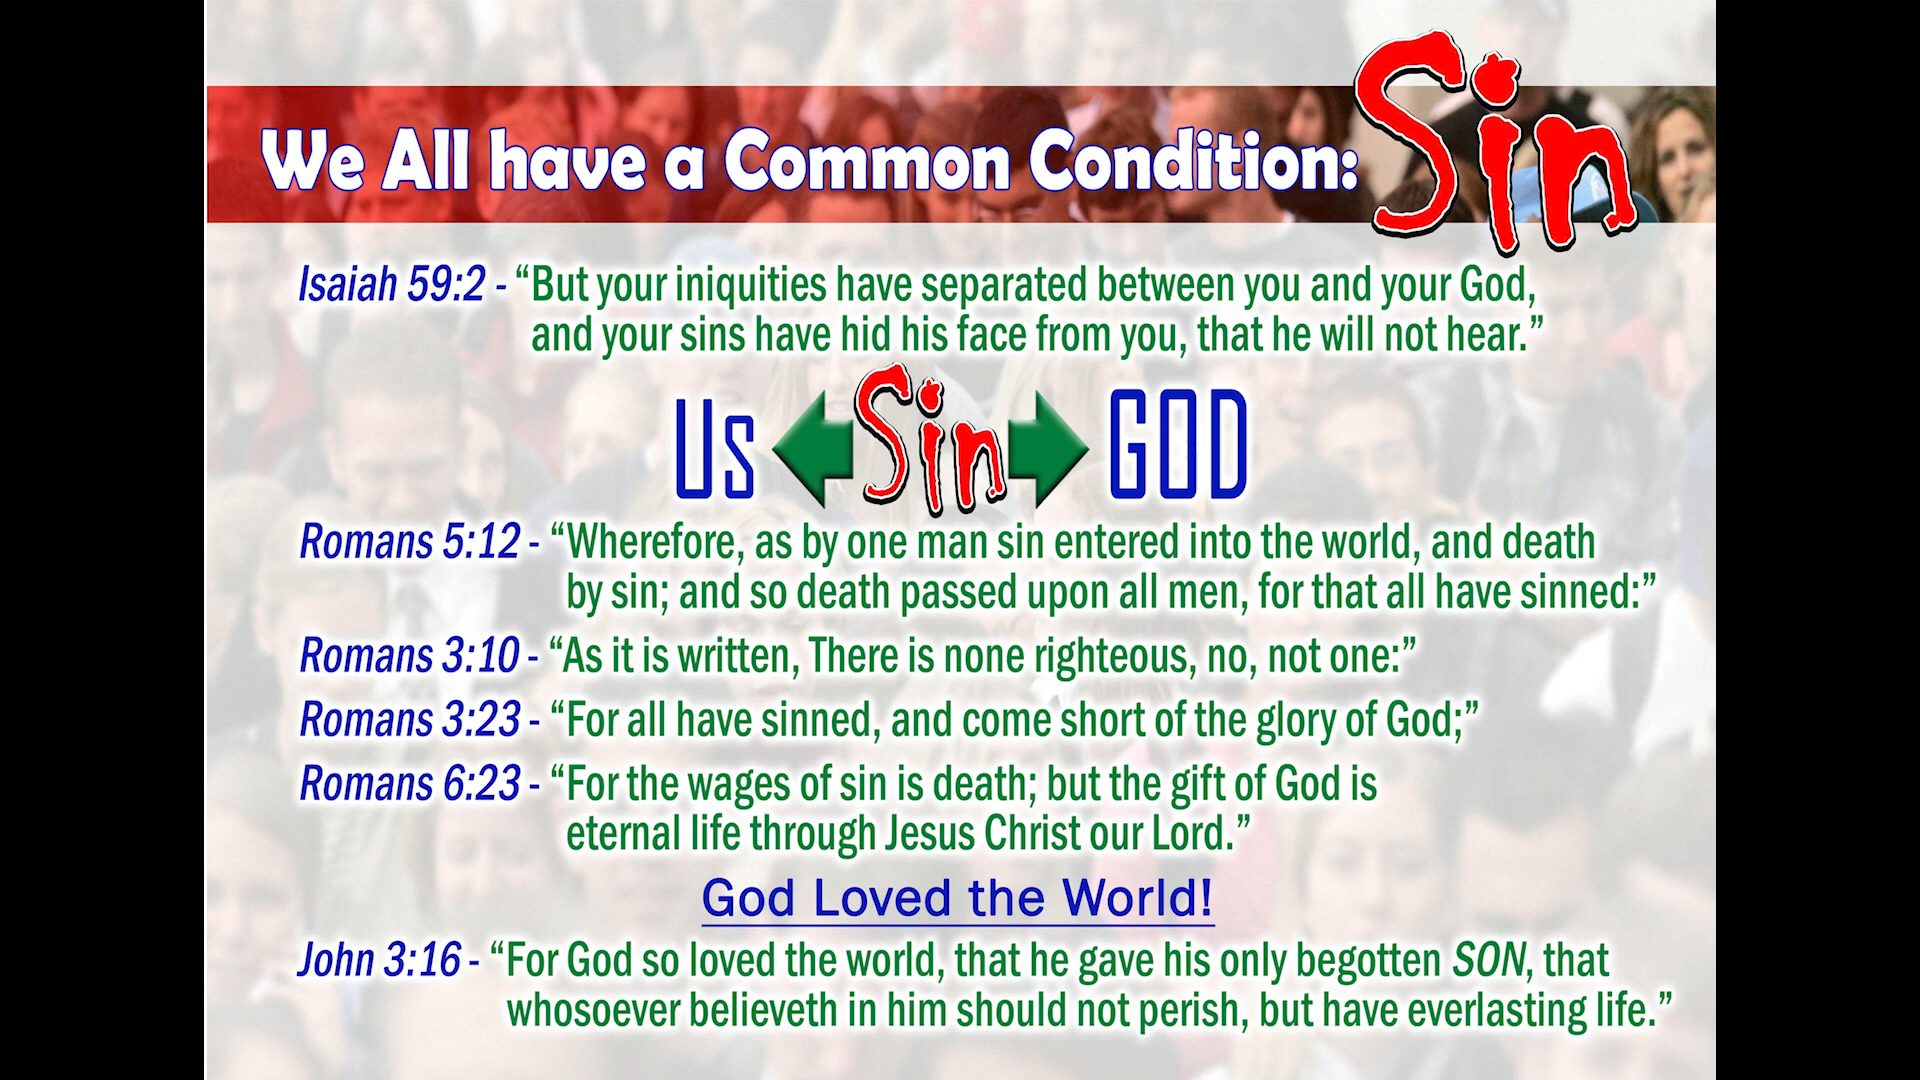 We All have a Common Condition: Sin
Isaiah 59:2 - “But your iniquities have separated between you and your God,
and your sins have hid his face from you, that he will not hear.”
Us Sin GOD
Romans 5:12 - “Wherefore, as by one man sin entered into the world, and death
by sin; and so death passed upon all men, for that all have sinned:”
Romans 3:10 - “As it is written, There is none righteous, no, not one:”
Romans 3:23 - “For all have sinned, and come short of the glory of God;”
Romans 6:23 - “For the wages of sin is death; but the gift of God is
eternal life through Jesus Christ our Lord.”
God Loved the World!
John 3:16 - “For God so loved the world, that he gave his only begotten SON, that
whosoever believeth in him should not perish, but have everlasting life.”